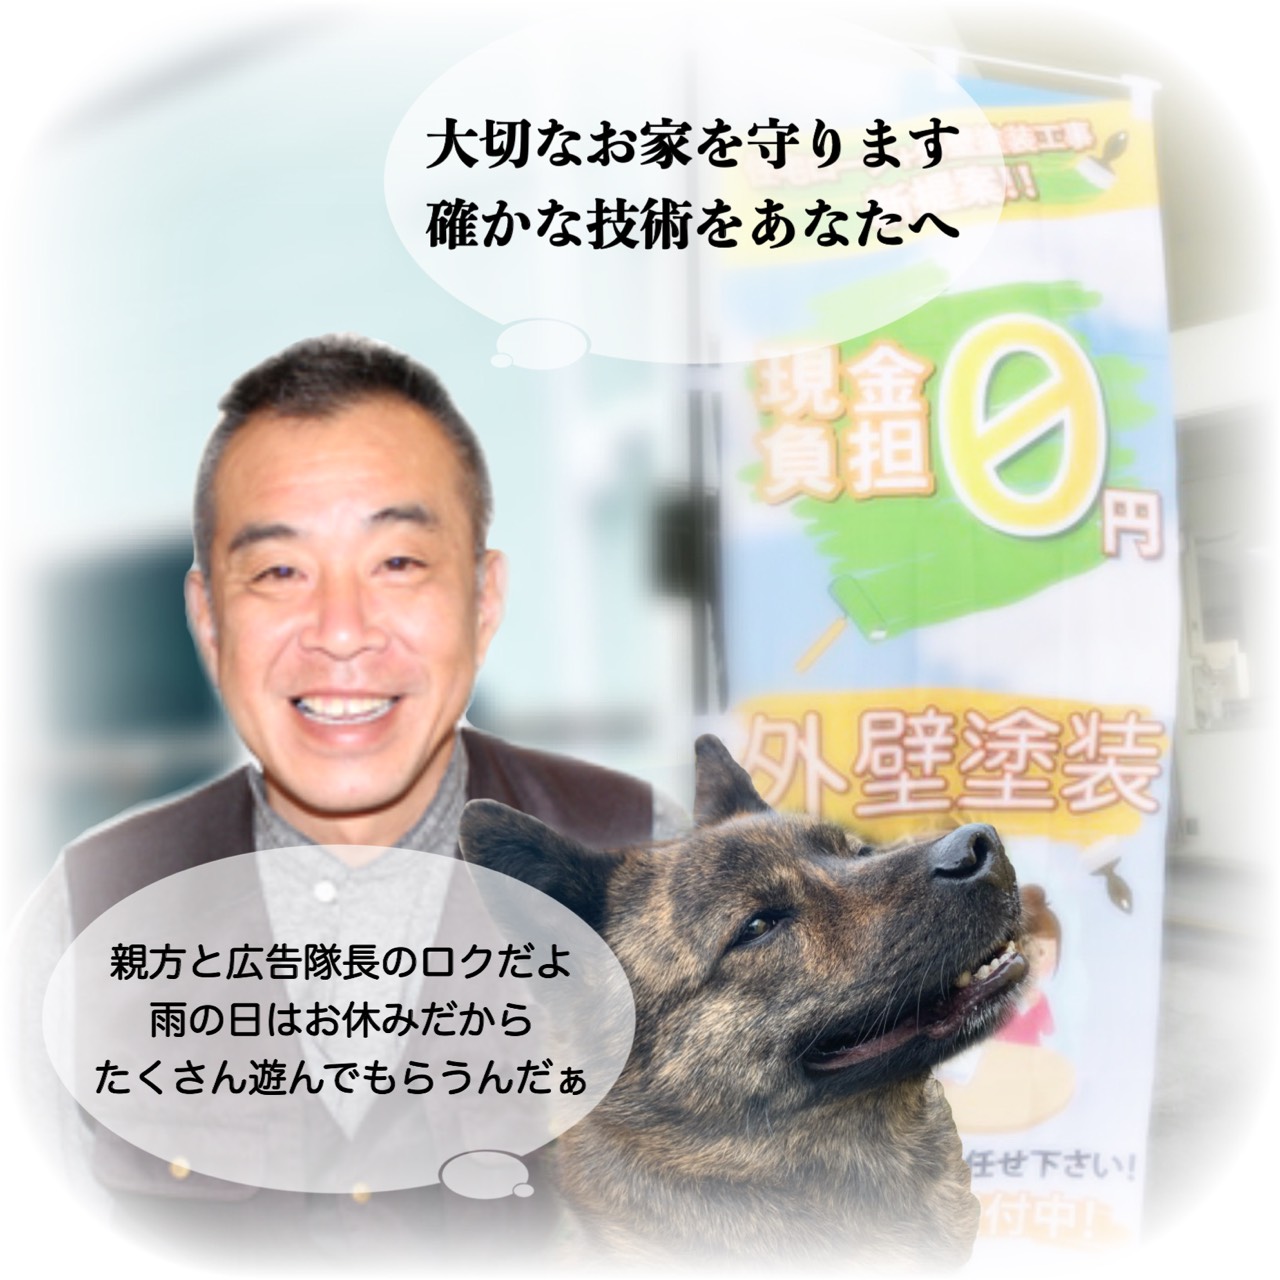 大切なお家を守ります
確かな技術をあなたへ
現金
負担
0円
外壁塗装
親方と広告隊長のロクだよ
雨の日はお休みだから
たくさん遊んでもらうんだぁ
任せ下さい!
付中!